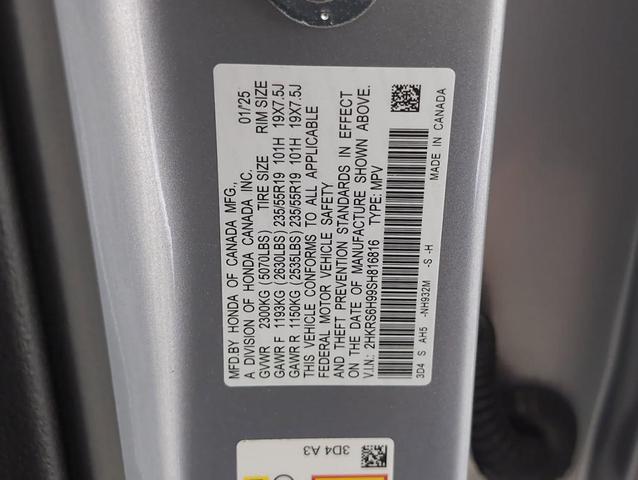 MFD.BY HONDA OF CANADA MFG.,
A DIVISION OF HONDA CANADA INC. 01/'25
GVWR 2300KG (5070LBS) TIRE SIZE RIM SIZE
GAWR F 1193KG (2630LBS) 235/55R19 101H 19X7.5J
GAWR R 1150KG (2535LBS) 235/55R19 101H 19X7.5J
THIS VEHICLE CONFORMS TO ALL APPLICABLE
FEDERAL MOTOR VEHICLE SAFETY
AND THEFT PREVENTION STANDARDS IN EFFECT
ON THE DATE OF MANUFACTURE SHOWN ABOVE.
V.I.N.: 2HKRS6H99SH816816 TYPE: MPV
3D4 S AH5 -NH932M -S -H MADE IN CANADA
3D4 A3